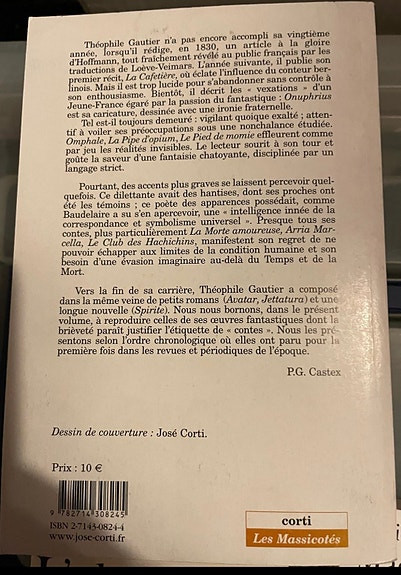 Théophile Gautier n'a pas encore accompli sa vingtième
année, lorsqu'il rédige, en 1830, un article à la gloire
d'Hoffmann, tout fraîchement révélé au public français par les
traductions de Loève-Veimars. L'année suivante, il publie son
premier récit, La Cafetière, où éclate l'influence du conteur ber-
linois. Mais il est trop lucide pour s'abandonner sans contrôle à
son enthousiasme. Bientôt, il décrit les « vexations » d'un
Jeune-France égaré par la passion du fantastique : Onuphrius
est sa caricature, dessinée avec une ironie fraternelle.
Tel est-il toujours demeuré : vigilant quoique exalté ; atten-
tif à voiler ses préoccupations sous une nonchalance étudiée.
Omphale, La Pipe d'opium, Le Pied de momie effleurent comme
par jeu les réalités invisibles. Le lecteur sourit à son tour et
goûte la saveur d'une fantaisie chatoyante, disciplinée par un
langage strict.
Pourtant, des accents plus graves se laissent percevoir quel-
quefois. Ce dilettante avait des hantises, dont ses proches ont
été les témoins ; ce poète des apparences possédait, comme
Baudelaire a su s'en apercevoir, une « intelligence innée de la
correspondance et symbolisme universel ». Presque tous ses
contes, plus particulièrement La Morte amoureuse, Arria Mar-
cella, Le Club des Hachichins, manifestent son regret de ne
pouvoir échapper aux limites de la condition humaine et son
besoin d'une évasion imaginaire au-delà du Temps et de la
Mort.
Vers la fin de sa carrière, Théophile Gautier a composé
dans la même veine de petits romans (Avatar, Jettatura) et une
longue nouvelle (Spirite). Nous nous bornons, dans le présent
volume, à reproduire celles de ses œuvres fantastiques dont la
brièveté paraît justifier l'étiquette de « contes ». Nous les pré-
sentons selon l'ordre chronologique où elles ont paru pour la
première fois dans les revues et périodiques de l'époque.
P.G. Castex
Dessin de couverture : José Corti.
Prix : 10 €
9 782714 308245
ISBN 2-7143-0824-4
www.jose-corti.fr
corti
Les Massicotés